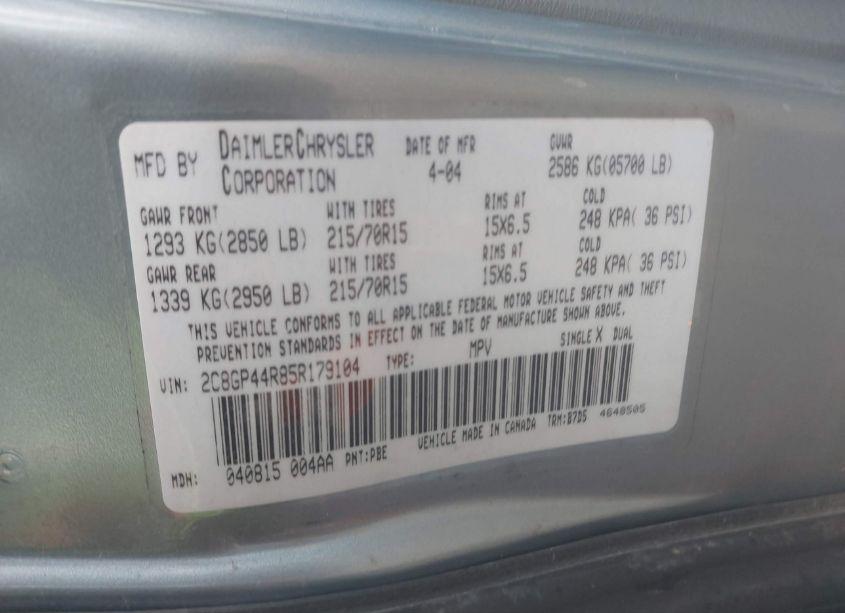 MFD BY DAIMLERCHRYSLER CORPORATION
DATE OF MFR 4-04
GVWR 2586 KG(05700 LB)
GAWR FRONT WITH TIRES RIMS AT COLD
1293 KG(2850 LB) 215/70R15 15X6.5 248 KPA( 36 PSI)
GAWR REAR WITH TIRES RIMS AT COLD
1339 KG(2950 LB) 215/70R15 15X6.5 248 KPA( 36 PSI)
THIS VEHICLE CONFORMS TO ALL APPLICABLE FEDERAL MOTOR VEHICLE SAFETY AND THEFT
PREVENTION STANDARDS IN EFFECT ON THE DATE OF MANUFACTURE SHOWN ABOVE.
VIN: 2C8GP44R85R179104 TYPE: MPV SINGLE X DUAL
MDH: 040815 004AA PNT:PBE VEHICLE MADE IN CANADA TRM:B7D5 4648505